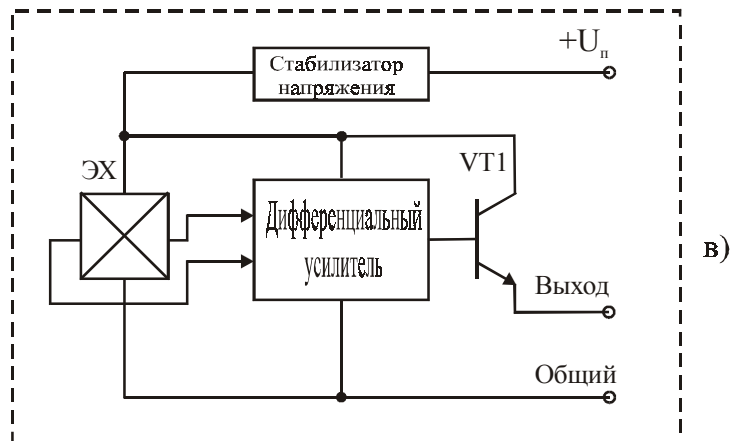 +Uп
Стабилизатор
напряжения
ЭХ
VT1
Дифференциальный
усилитель
в)
Выход
Общий